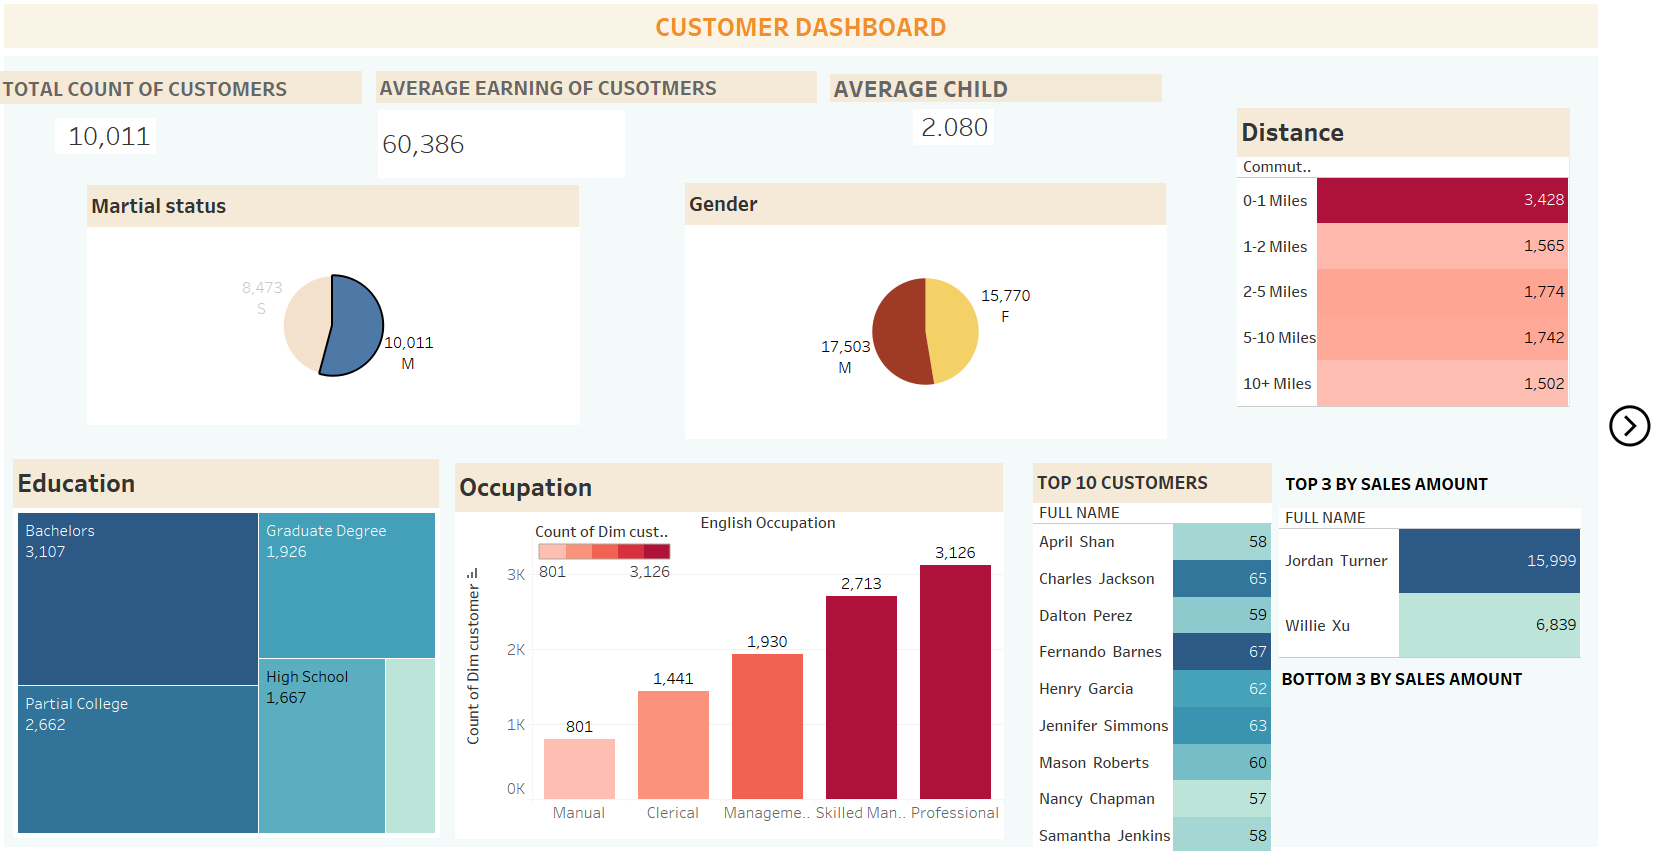 CUSTOMER DASHBOARD
TOTAL COUNT OF CUSTOMERS
10,011
AVERAGE EARNING OF CUSOTMERS
60,386
AVERAGE CHILD
2.080
Martial status
8,473
S
10,011
M
Gender
15,770
F
17,503
M
Distance
Commut..
0-1 Miles 3,428
1-2 Miles 1,565
2-5 Miles 1,774
5-10 Miles 1,742
10+ Miles 1,502
Education
Bachelors
3,107
Graduate Degree
1,926
Partial College
2,662
High School
1,667
Occupation
English Occupation
Count of Dim cust..
801 3,126
Count of Dim customer
3K
2K
1K
0K
801
1,441
1,930
2,713
3,126
Manual
Clerical
Manageme..
Skilled Man..
Professional
TOP 10 CUSTOMERS
FULL NAME
April Shan 58
Charles Jackson 65
Dalton Perez 59
Fernando Barnes 67
Henry Garcia 62
Jennifer Simmons 63
Mason Roberts 60
Nancy Chapman 57
Samantha Jenkins 58
TOP 3 BY SALES AMOUNT
FULL NAME
Jordan Turner 15,999
Willie Xu 6,839
BOTTOM 3 BY SALES AMOUNT